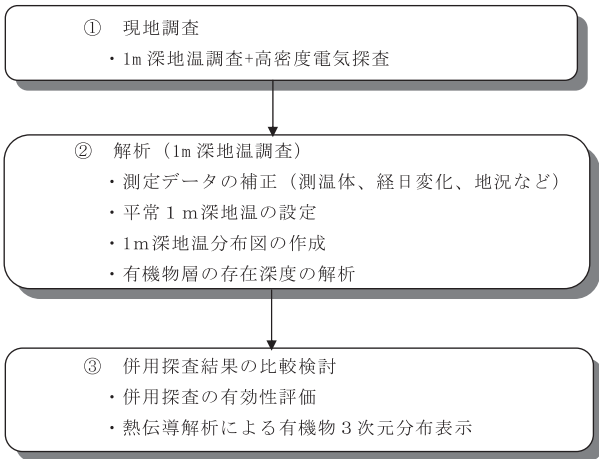 ① 現地調査
・1m深地温調査+高密度電気探査
② 解析（1m深地温調査）
・測定データの補正（測温体、経日変化、地況など）
・平常１ｍ深地温の設定
・1ｍ深地温分布図の作成
・有機物層の存在深度の解析
③ 併用探査結果の比較検討
・併用探査の有効性評価
・熱伝導解析による有機物３次元分布表示